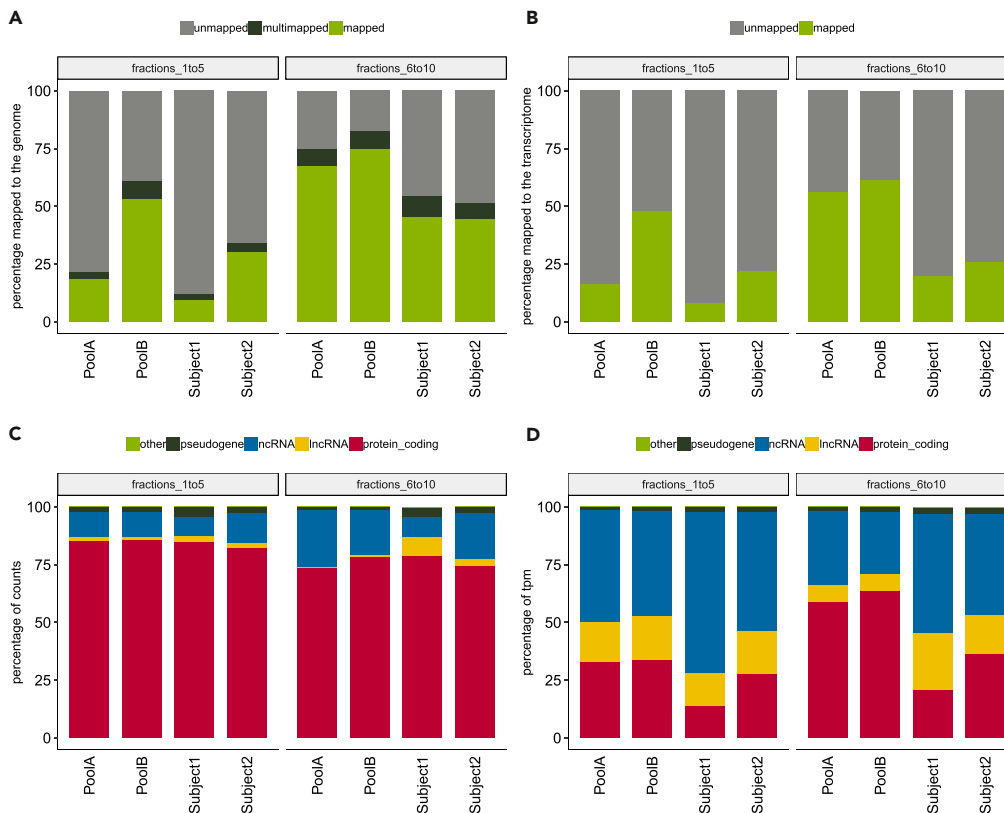 A
unmapped multimapped mapped
fractions_1to5 fractions_6to10
percentage mapped to the genome
100
75
50
25
0
PoolA PoolB Subject1 Subject2 PoolA PoolB Subject1 Subject2
B
unmapped mapped
fractions_1to5 fractions_6to10
percentage mapped to the transcriptome
100
75
50
25
0
PoolA PoolB Subject1 Subject2 PoolA PoolB Subject1 Subject2
C
other pseudogene ncRNA lncRNA protein_coding
fractions_1to5 fractions_6to10
percentage of counts
100
75
50
25
0
PoolA PoolB Subject1 Subject2 PoolA PoolB Subject1 Subject2
D
other pseudogene ncRNA lncRNA protein_coding
fractions_1to5 fractions_6to10
percentage of tpm
100
75
50
25
0
PoolA PoolB Subject1 Subject2 PoolA PoolB Subject1 Subject2